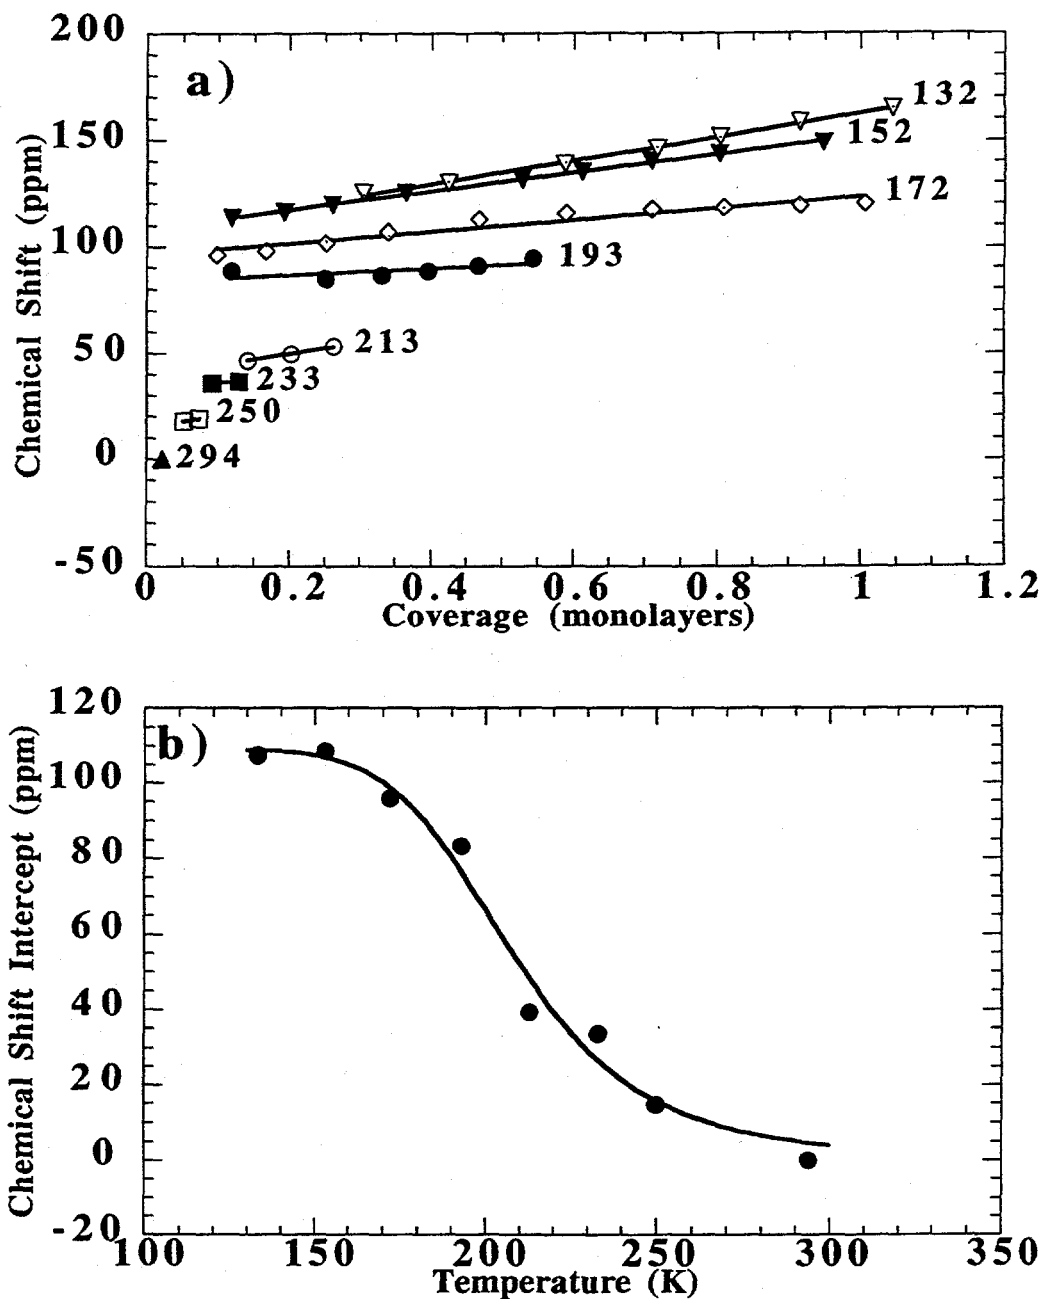 200
a)
132
150
152
172
Chemical Shift (ppm)
100
193
50
213
233
250
0
294
-50
0 0.2 0.4 0.6 0.8 1 1.2
Coverage (monolayers)
120
b)
100
80
Chemical Shift Intercept (ppm)
60
40
20
0
-20
100 150 200 250 300 350
Temperature (K)